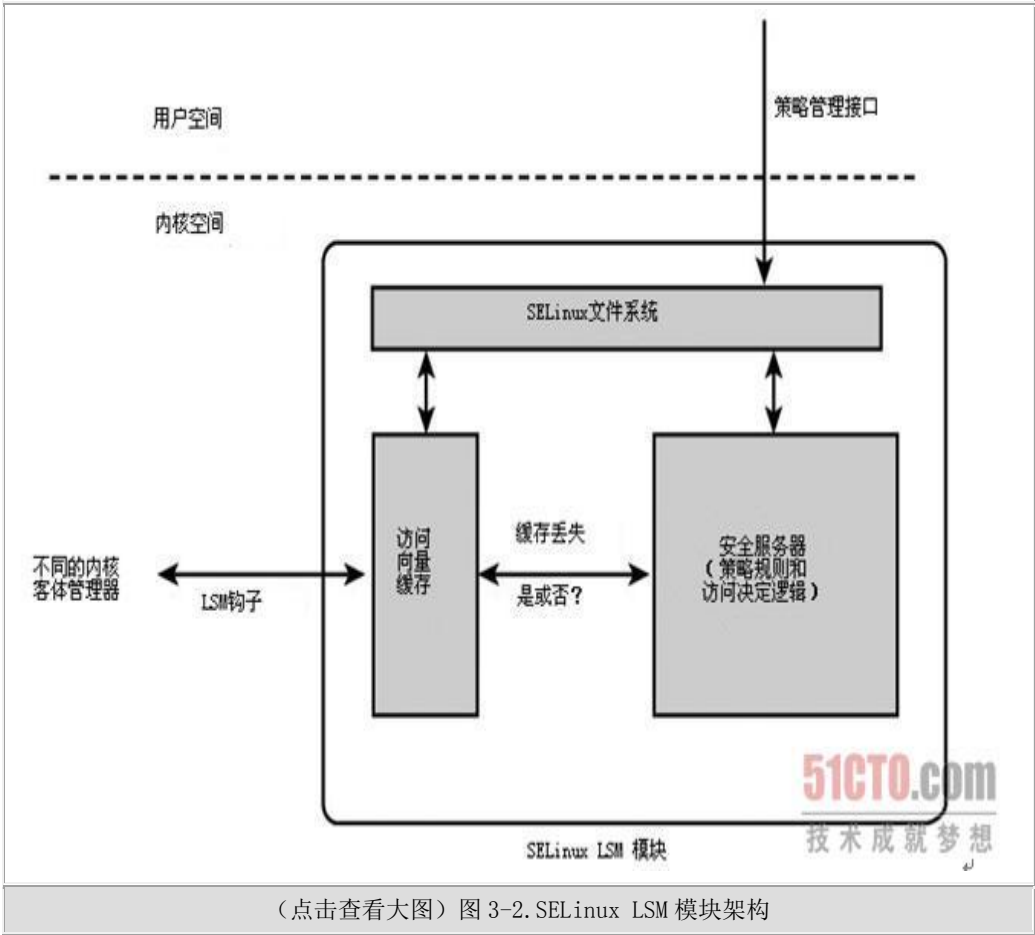 用户空间
策略管理接口
内核空间
SELinux文件系统
访问
向量
缓存
缓存丢失
是或否?
安全服务器
(策略规则和
访问决定逻辑)
不同的内核
客体管理器
LSM钩子
51CTO.com
技术成就梦想
SELinux LSM 模块
(点击查看大图)图 3-2.SELinux LSM 模块架构